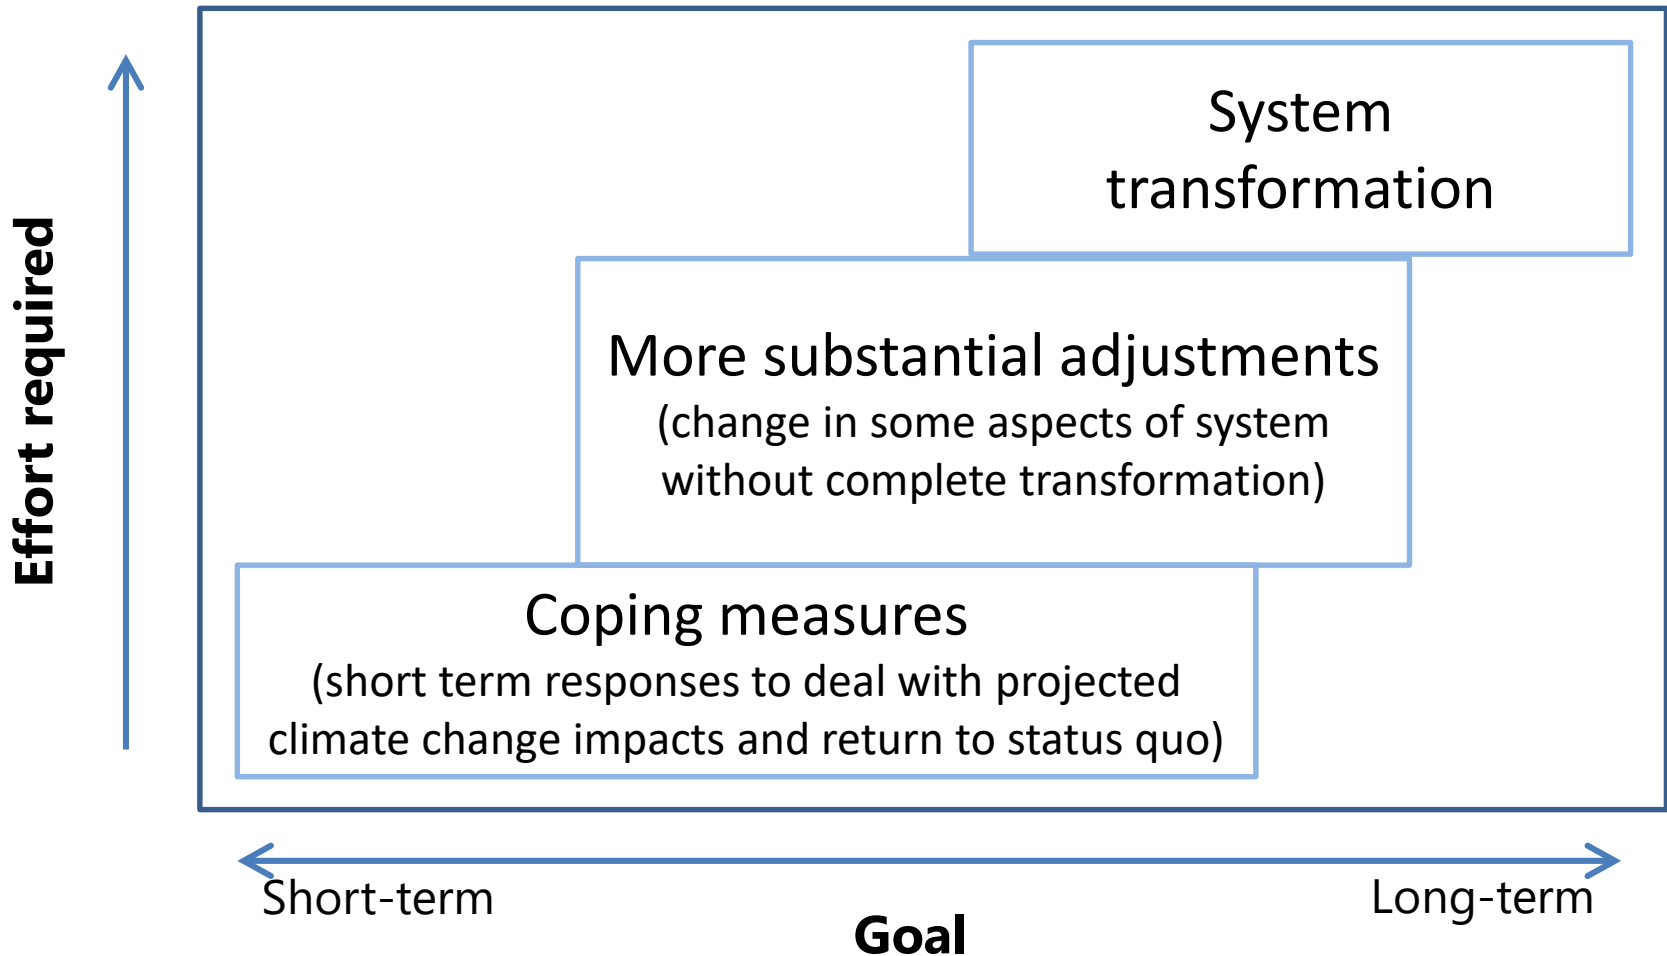 System
transformation
More substantial adjustments
(change in some aspects of system
without complete transformation)
Coping measures
(short term responses to deal with projected
climate change impacts and return to status quo)
Effort required
Short-term
Long-term
Goal